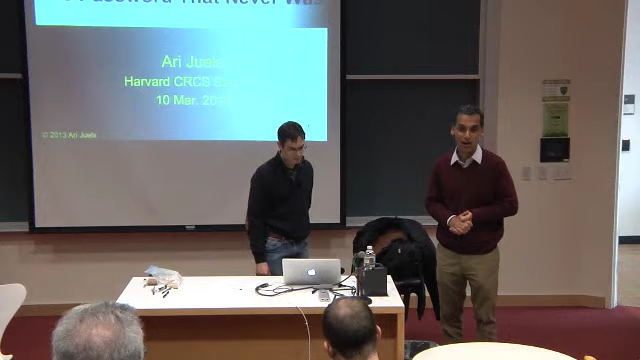 Password That Never Was
Ari Juels
Harvard CRCS
10 Mar.
© 2013 Ari Juels